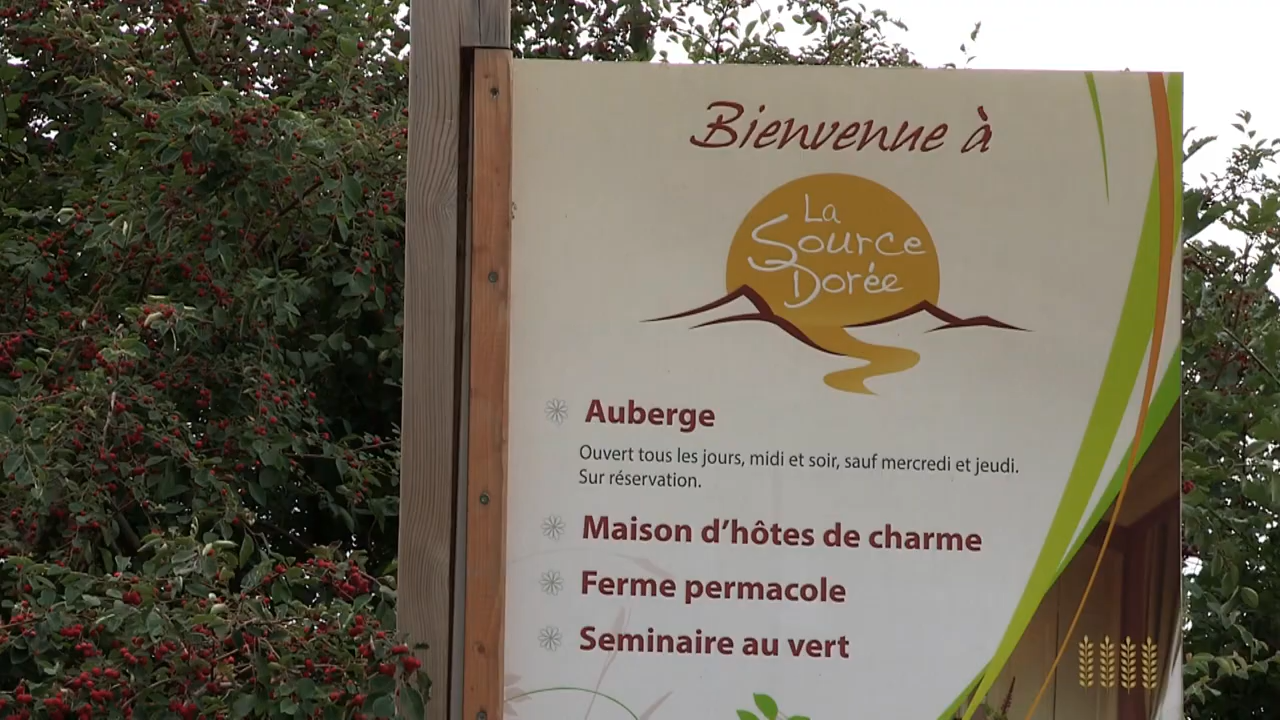 Bienvenue à
La
Source
Dorée
Auberge
Ouvert tous les jours, midi et soir, sauf mercredi et jeudi.
Sur réservation.
Maison d'hôtes de charme
Ferme permacole
Seminaire au vert